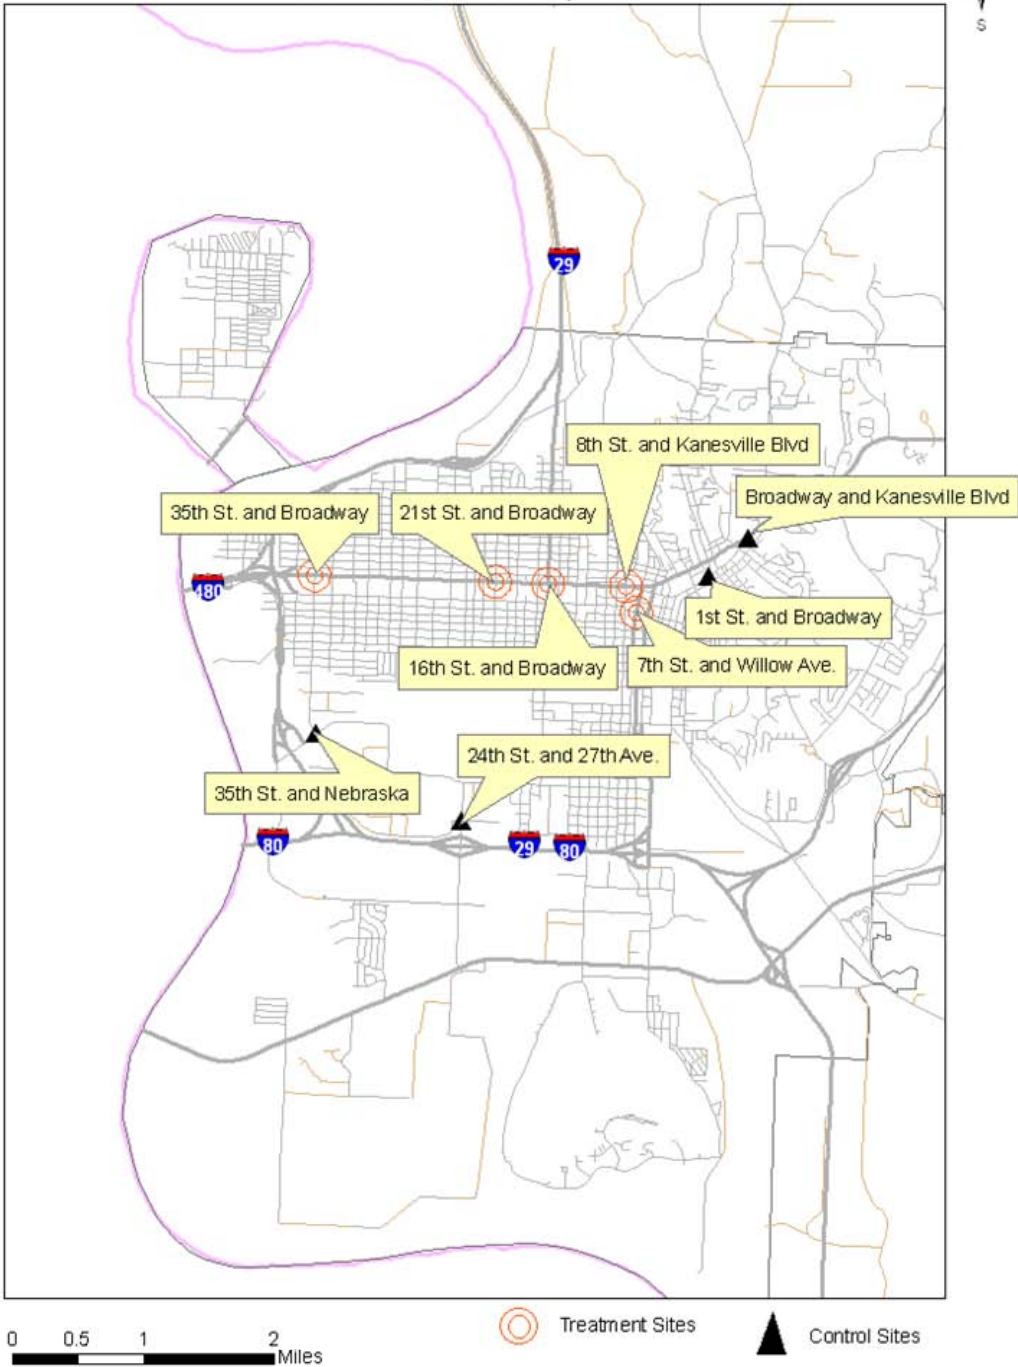 S
29
8th St. and Kanesville Blvd
Broadway and Kanesville Blvd
35th St. and Broadway
21st St. and Broadway
480
1st St. and Broadway
16th St. and Broadway
7th St. and Willow Ave.
24th St. and 27th Ave.
35th St. and Nebraska
80
29
80
Treatment Sites
Control Sites
0 0.5 1 2
Miles